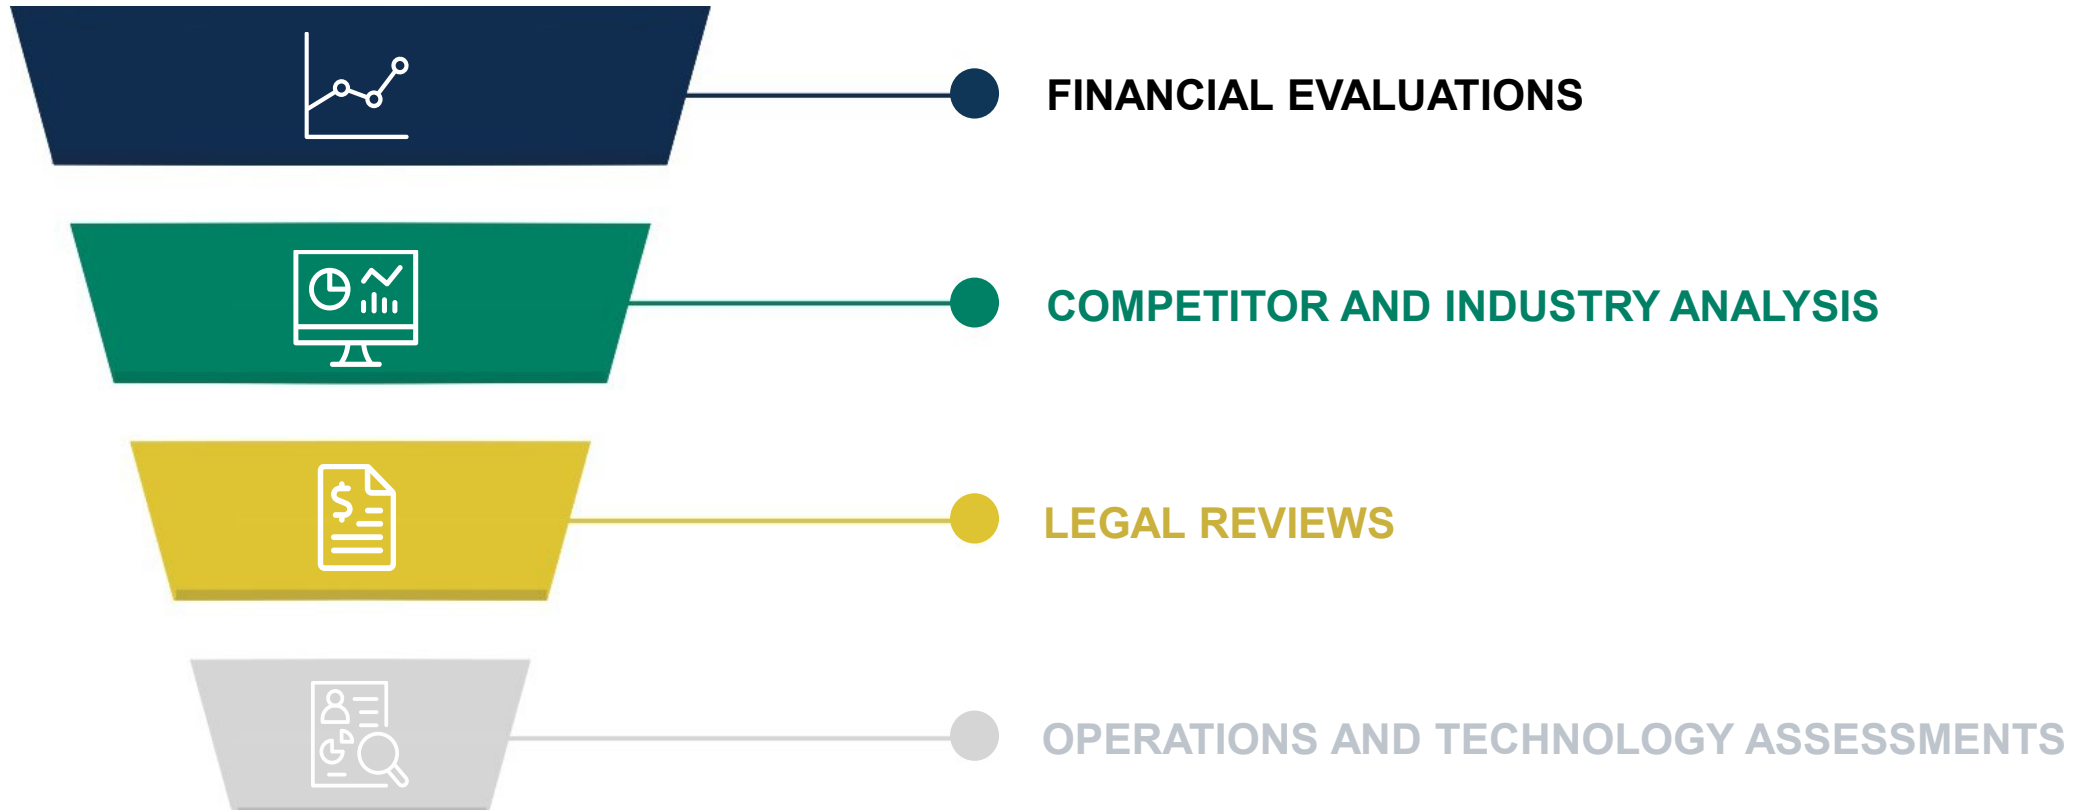 FINANCIAL EVALUATIONS
COMPETITOR AND INDUSTRY ANALYSIS
$
LEGAL REVIEWS
OPERATIONS AND TECHNOLOGY ASSESSMENTS